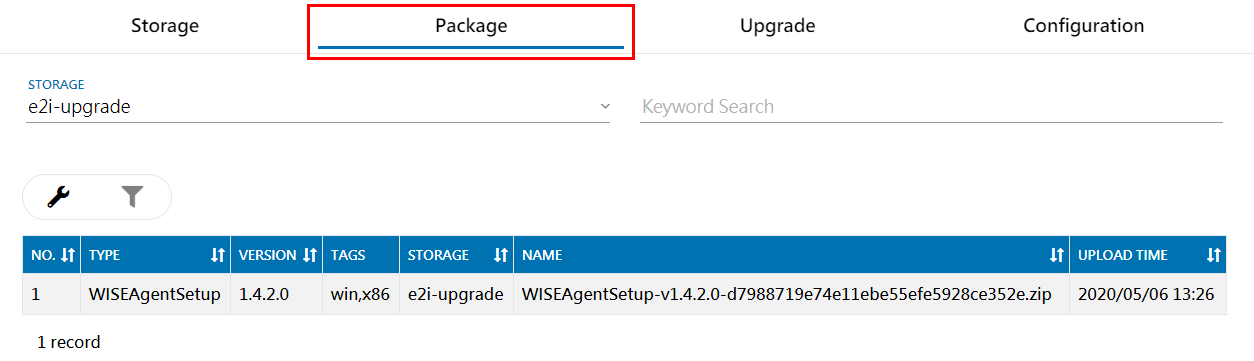 Storage Package Upgrade Configuration
STORAGE
e2i-upgrade Keyword Search
NO. TYPE VERSION TAGS STORAGE NAME UPLOAD TIME
1 WISEAgentSetup 1.4.2.0 win,x86 e2i-upgrade WISEAgentSetup-v1.4.2.0-d7988719e74e11ebe55efe5928ce352e.zip 2020/05/06 13:26
1 record